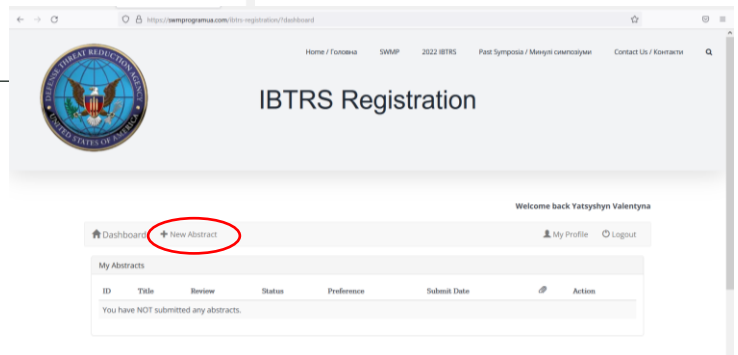 https://swmprogramua.com/ibtrs-registration/?dashboard
Home / Головна SWMP 2022 IBTRS Past Symposia / Минулі симпозіуми Contact Us / Контакти
DEFENSE THREAT REDUCTION AGENCY
UNITED STATES OF AMERICA
IBTRS Registration
Welcome back Yatsyshyn Valentyna
Dashboard New Abstract My Profile Logout
My Abstracts
ID Title Review Status Preference Submit Date Action
You have NOT submitted any abstracts.